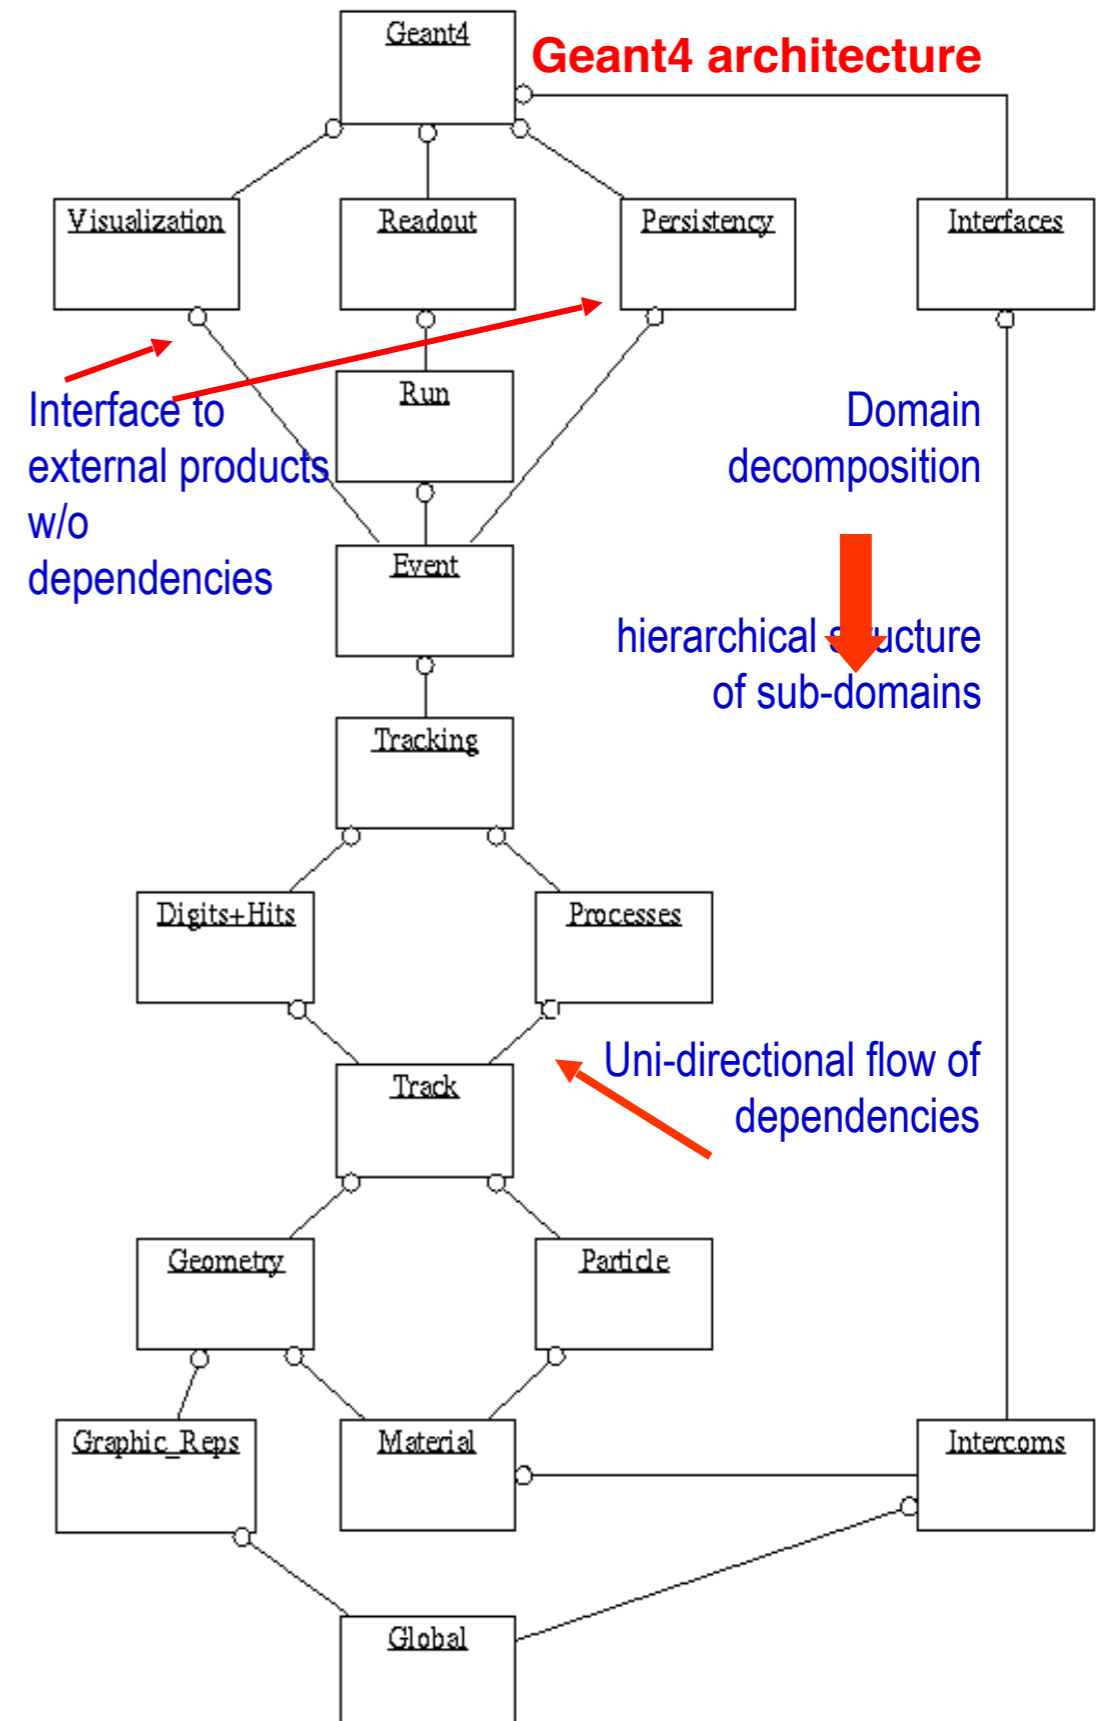 Geant4
Geant4 architecture
Visualization
Readout
Persistency
Interfaces
Run
Interface to
external products
w/o
dependencies
Domain
decomposition
Event
hierarchical structure
of sub-domains
Tracking
Digits+Hits
Processes
Track
Uni-directional flow of
dependencies
Geometry
Particle
Graphic_Reps
Material
Intercoms
Global